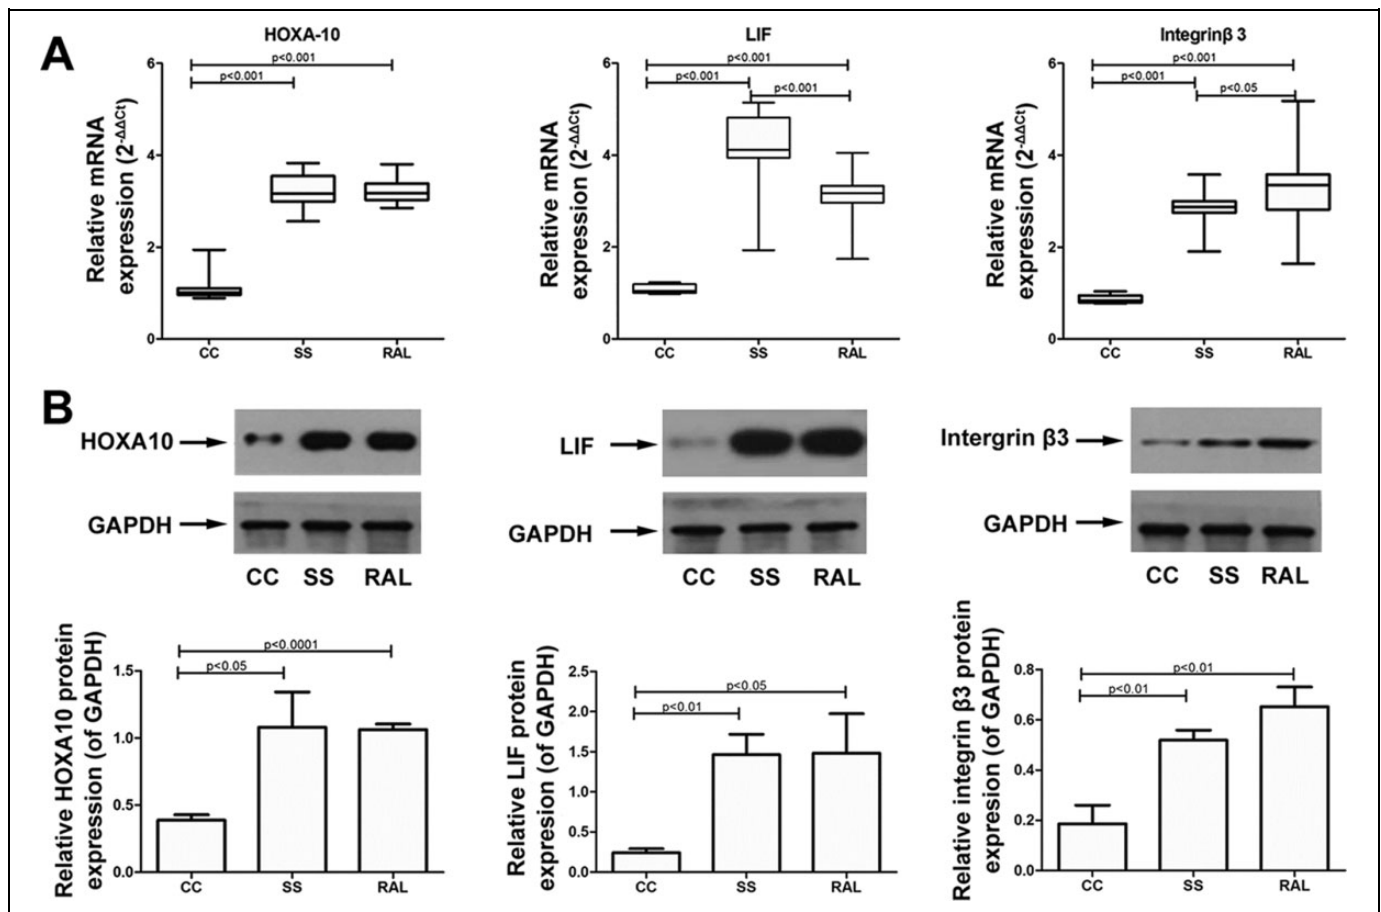 A
HOXA-10
p<0.001
p<0.001
Relative mRNA
expression (2-ΔΔCt)
6
4
2
0
CC SS RAL
LIF
p<0.001
p<0.001
p<0.001
Relative mRNA
expression (2-ΔΔCt)
6
4
2
0
CC SS RAL
Integrinβ 3
p<0.001
p<0.001
p<0.05
Relative mRNA
expression (2-ΔΔCt)
6
4
2
0
CC SS RAL
B
HOXA10
GAPDH
CC SS RAL
LIF
GAPDH
CC SS RAL
Intergrin β3
GAPDH
CC SS RAL
Relative HOXA10 protein
expression (of GAPDH)
p<0.0001
p<0.05
1.5
1.0
0.5
0.0
CC SS RAL
Relative LIF protein
expresion (of GAPDH)
2.5
p<0.05
2.0
p<0.01
1.5
1.0
0.5
0.0
CC SS RAL
Relative integrin β3 protein
expression (of GAPDH)
0.8
p<0.01
p<0.01
0.6
0.4
0.2
0.0
CC SS RAL